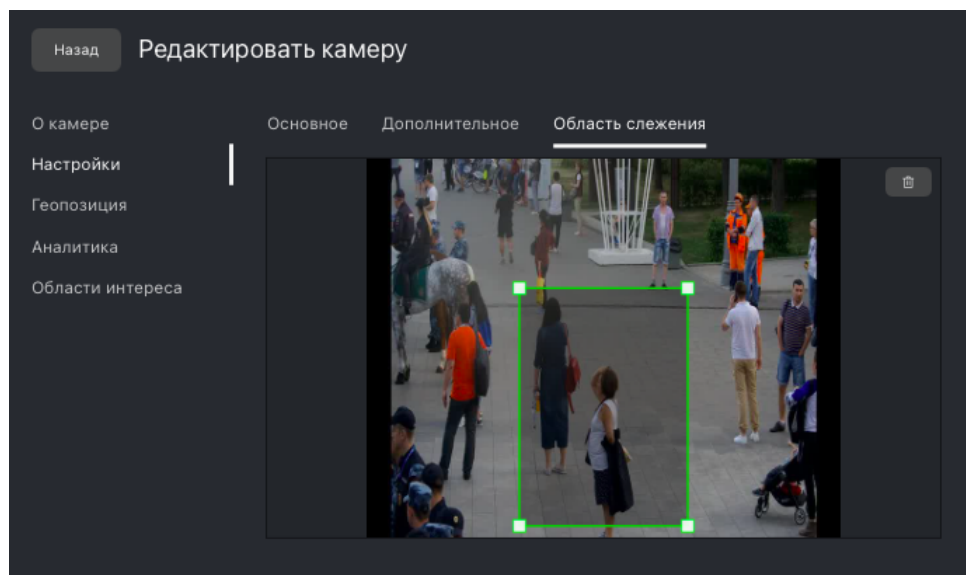 Назад
Редактировать камеру
О камере
Настройки
Геопозиция
Аналитика
Области интереса
Основное
Дополнительное
Область слежения